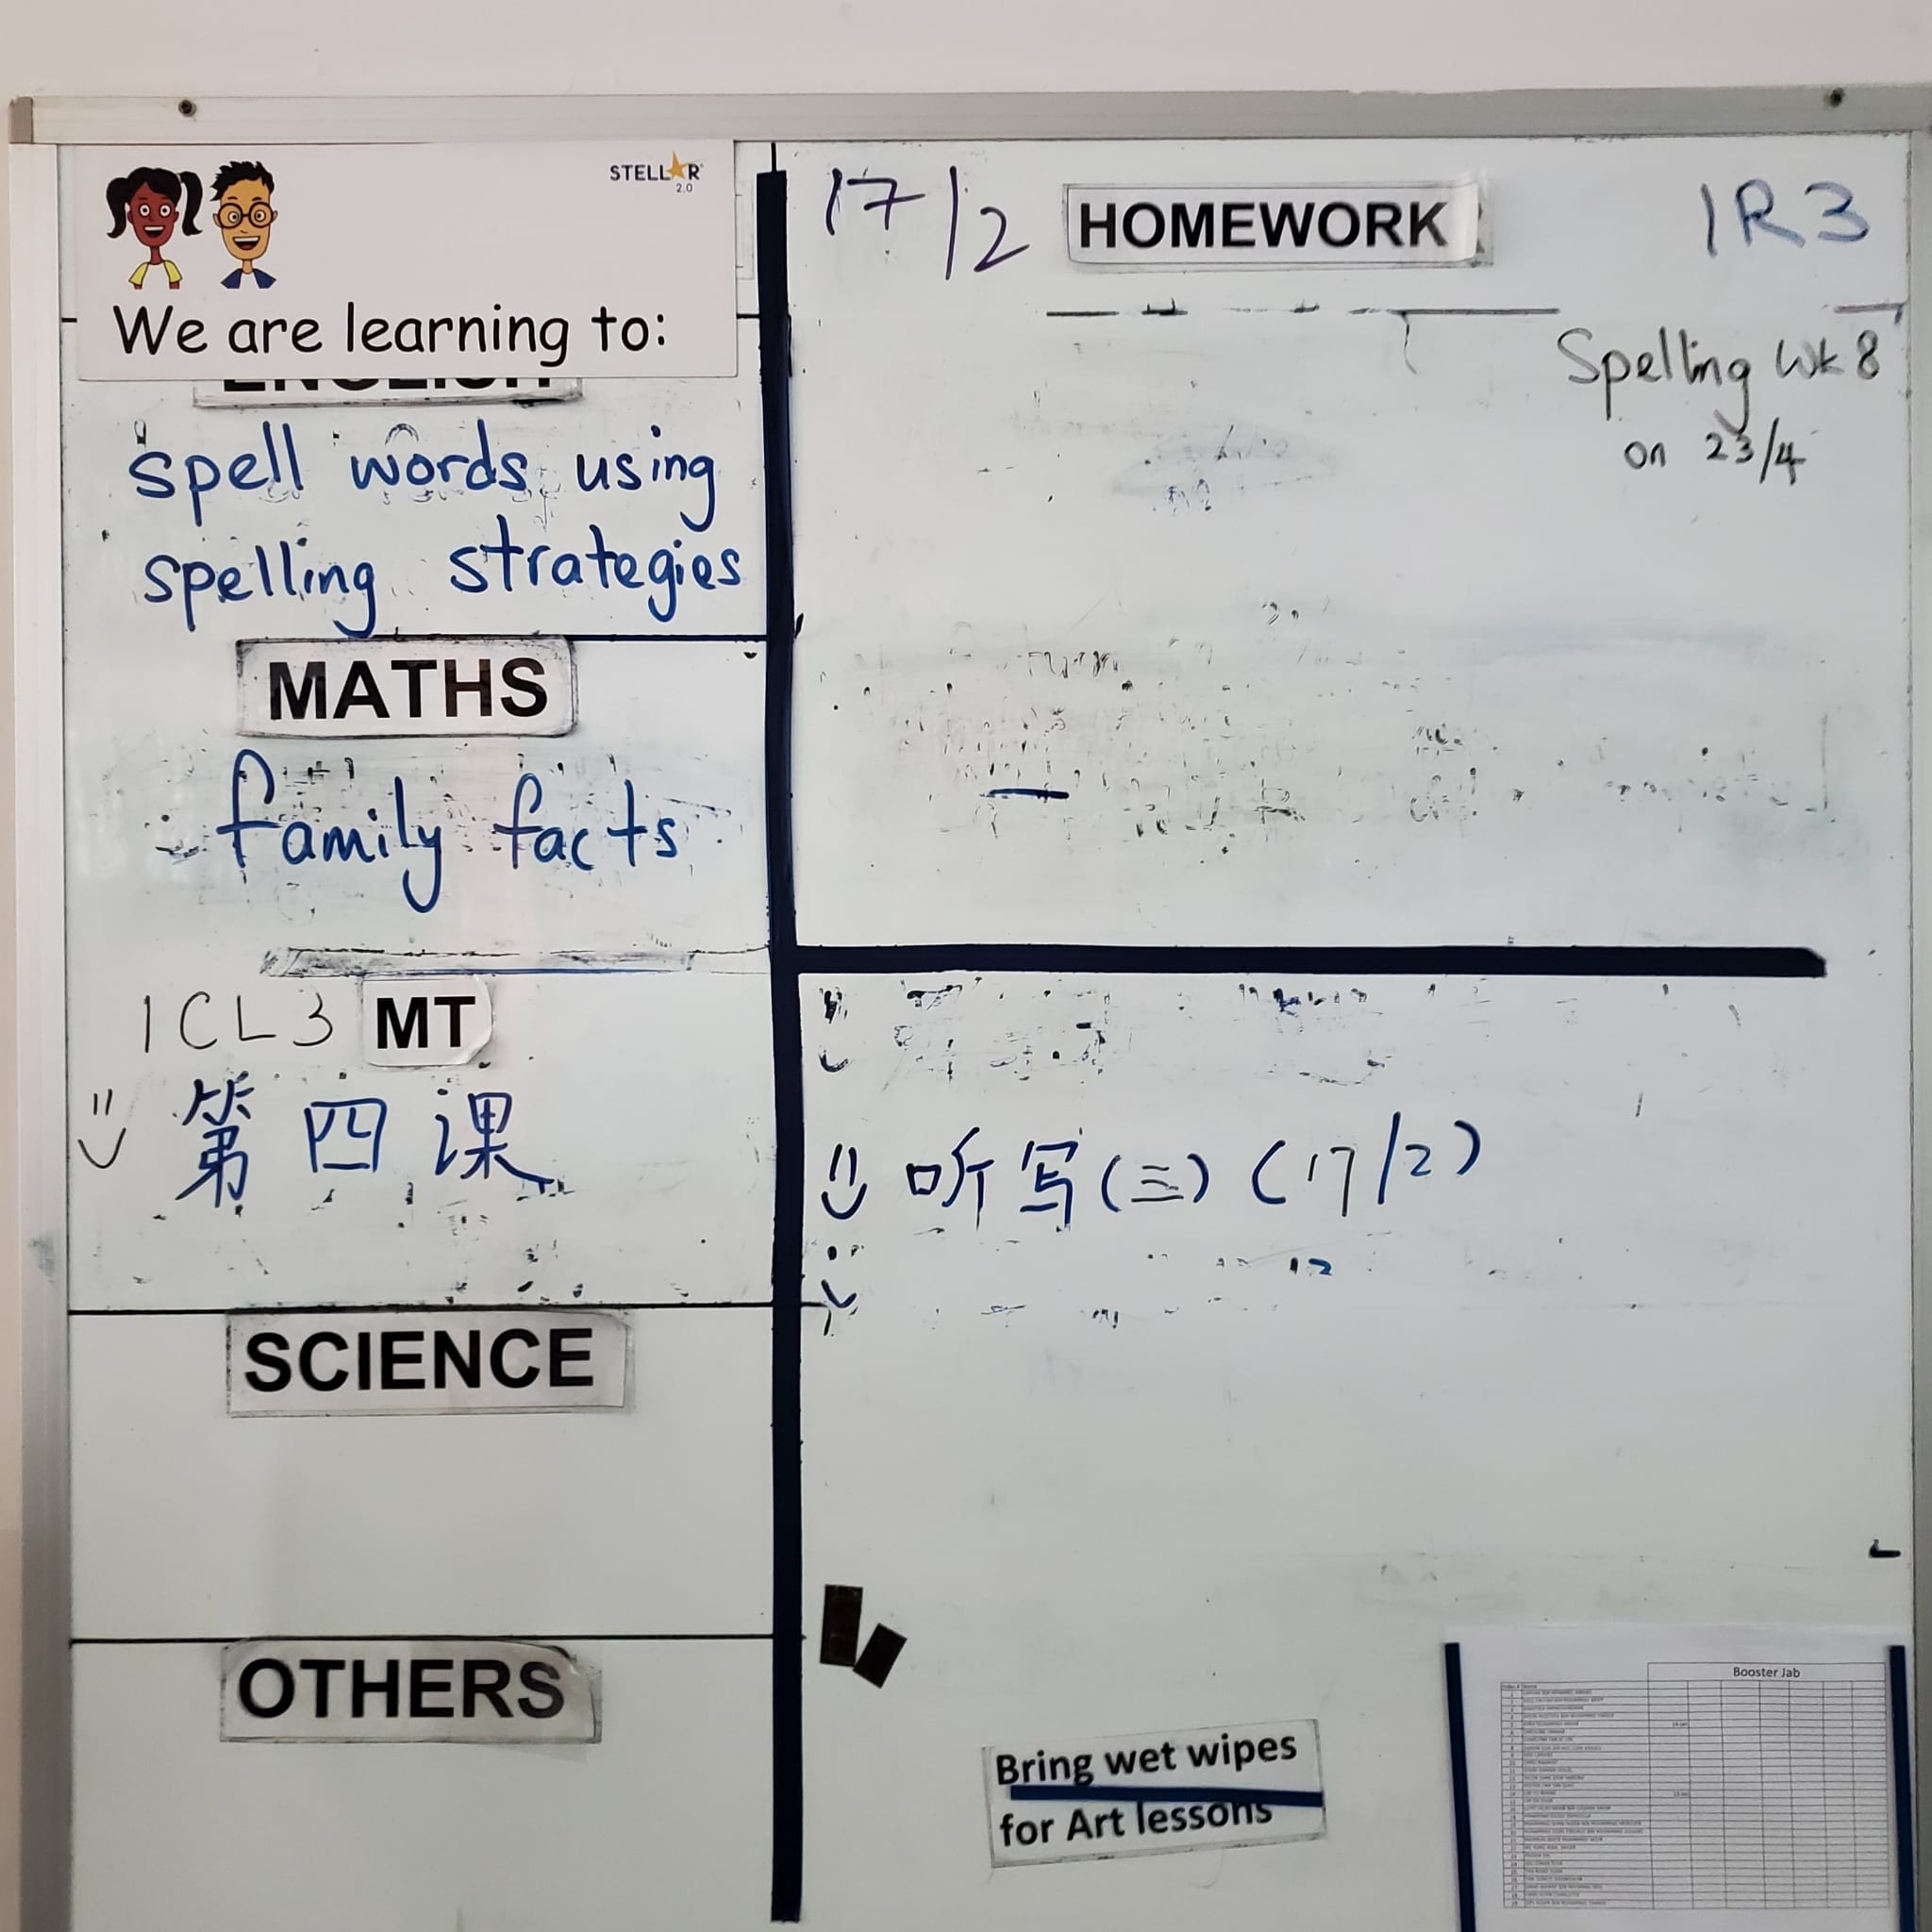 STELLAR
2.0
We are learning to:
ENGLISH
spell words using
spelling strategies
MATHS
family facts
1CL3 MT
第四课
SCIENCE
OTHERS
17/2 HOMEWORK 1R3
Spelling Wk 8
on 23/4
听写(三) (17/2)
Bring wet wipes
for Art lessons
Booster Jab